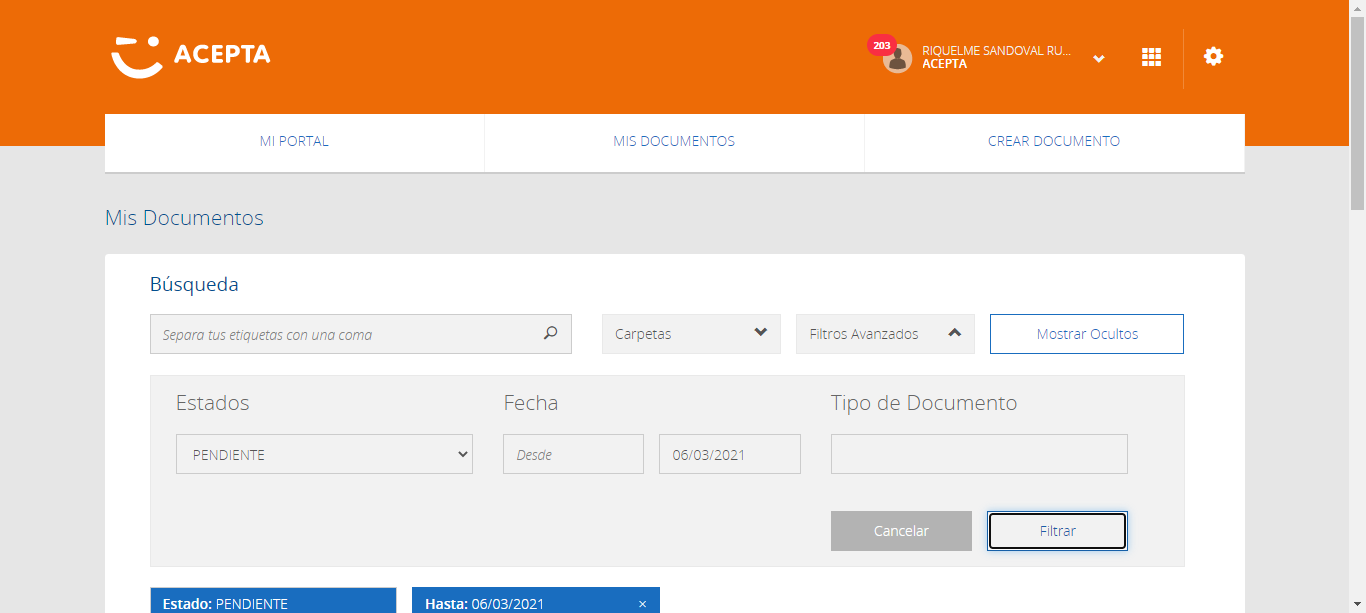 ACEPTA
203
RIQUELME SANDOVAL RU...
ACEPTA
MI PORTAL
MIS DOCUMENTOS
CREAR DOCUMENTO
Mis Documentos
Búsqueda
Separa tus etiquetas con una coma
Carpetas
Filtros Avanzados
Mostrar Ocultos
Estados
Fecha
Tipo de Documento
PENDIENTE
Desde
06/03/2021
Cancelar
Filtrar
Estado: PENDIENTE
Hasta: 06/03/2021 ×